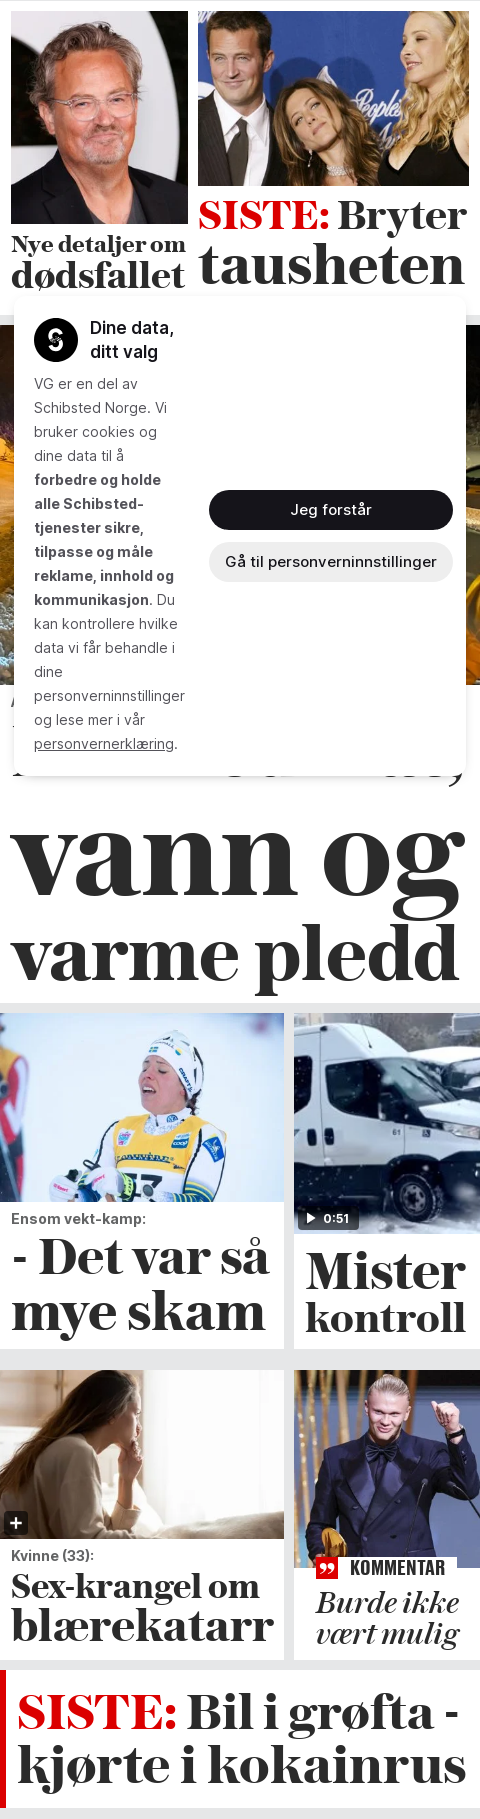 Nye detaljer om
dødsfallet
SISTE: Bryter
tausheten
Dine data,
ditt valg
VG er en del av
Schibsted Norge. Vi
bruker cookies og
dine data til å
forbedre og holde
alle Schibsted-
tjenester sikre,
tilpasse og måle
reklame, innhold og
kommunikasjon. Du
kan kontrollere hvilke
data vi får behandle i
dine
personverninnstillinger
og lese mer i vår
personvernerklæring.
Jeg forstår
Gå til personverninnstillinger
vann og
varme pledd
Ensom vekt-kamp:
- Det var så
mye skam
0:51
Mister
kontroll
Kvinne (33):
Sex-krangel om
blærekatarr
KOMMENTAR
Burde ikke
vært mulig
SISTE: Bil i grøfta -
kjørte i kokainrus